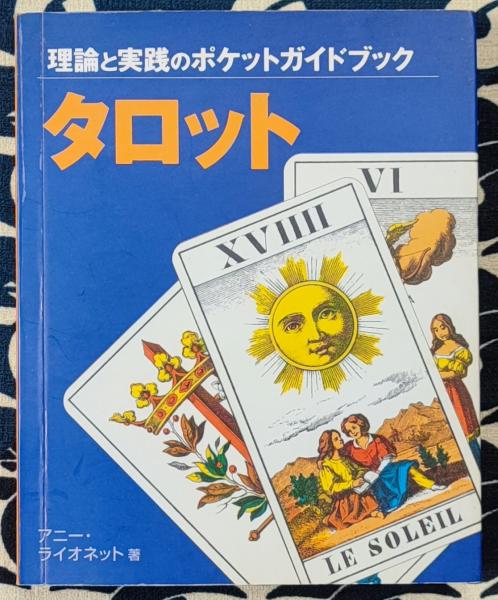 理論と実践のポケットガイドブック
タロット
VI
XVIIII
LE SOLEIL
アニー・
ライオネット 著